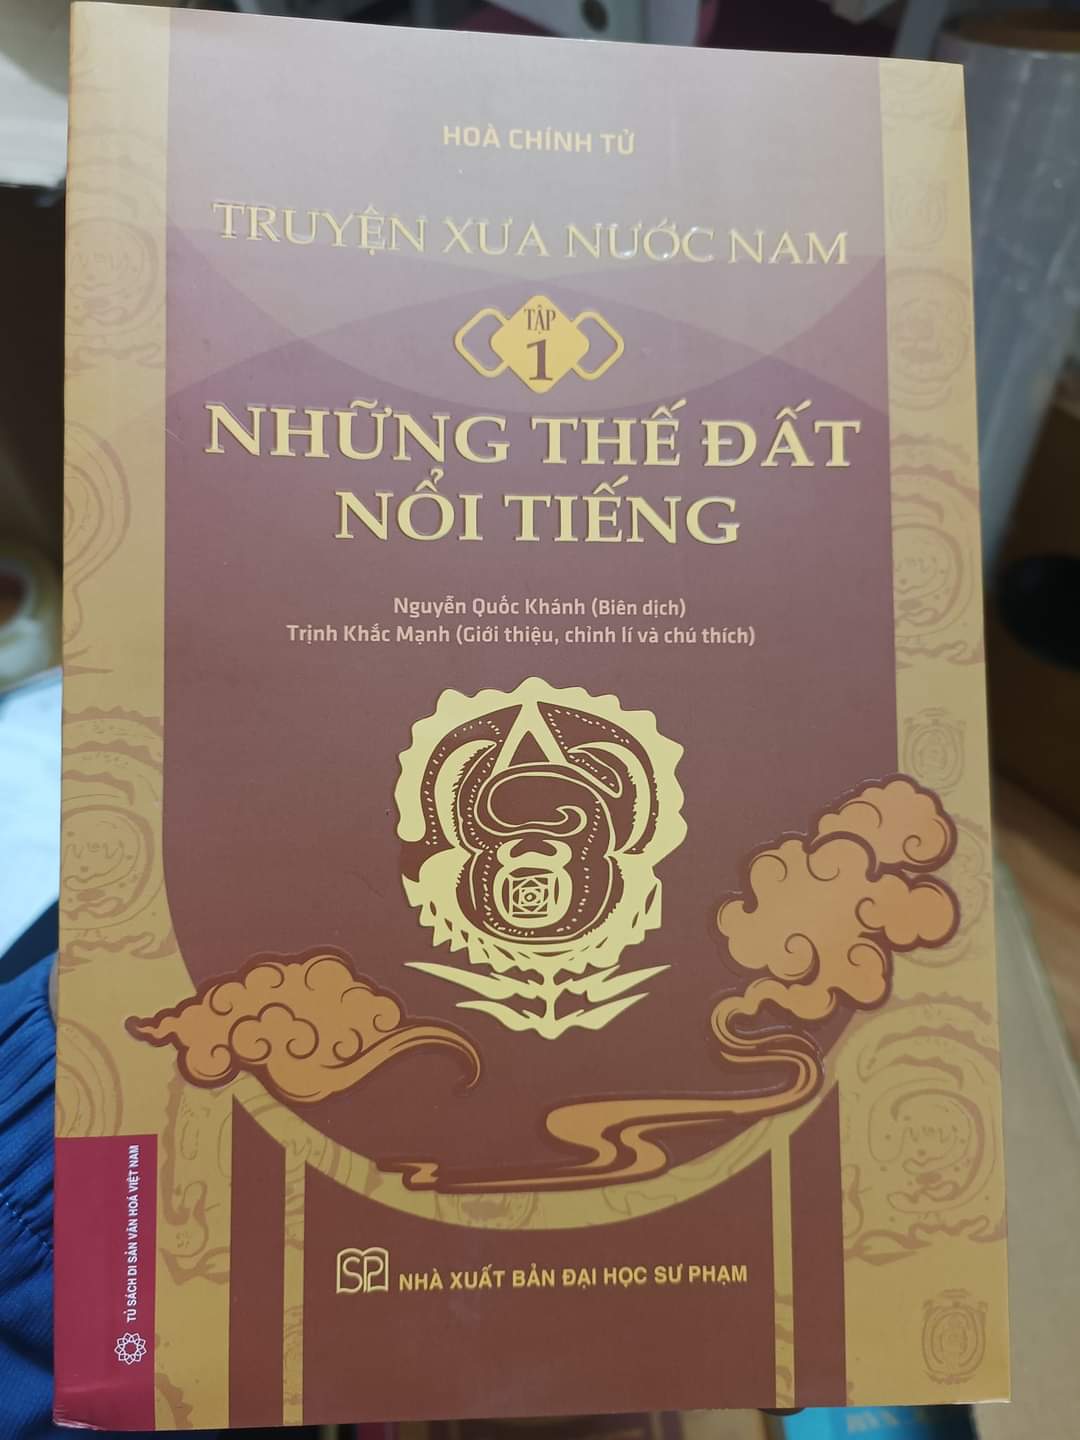 HOÀ CHÍNH TỬ
TRUYỆN XƯA NƯỚC NAM
TẬP
1
NHỮNG THẾ ĐẤT
NỔI TIẾNG
Nguyễn Quốc Khánh (Biên dịch)
Trịnh Khắc Mạnh (Giới thiệu, chỉnh lí và chú thích)
TỦ SÁCH DI SẢN VĂN HOÁ VIỆT NAM
SP NHÀ XUẤT BẢN ĐẠI HỌC SƯ PHẠM